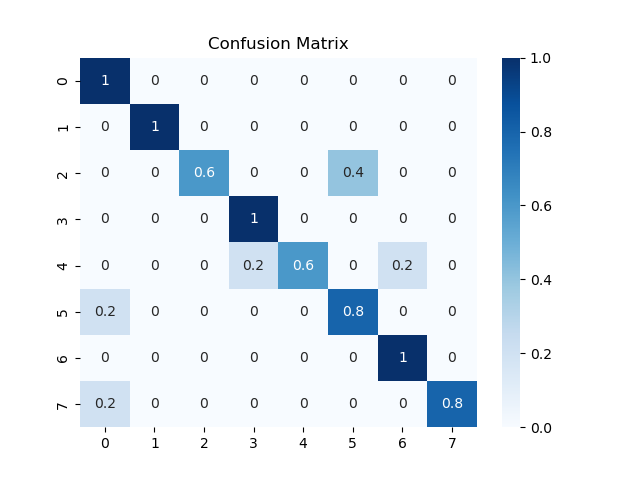 Confusion Matrix
0 1 0 0 0 0 0 0 0
1 0 1 0 0 0 0 0 0
2 0 0 0.6 0 0 0.4 0 0
3 0 0 0 1 0 0 0 0
4 0 0 0 0.2 0.6 0 0.2 0
5 0.2 0 0 0 0 0.8 0 0
6 0 0 0 0 0 0 1 0
7 0.2 0 0 0 0 0 0 0.8
0 1 2 3 4 5 6 7
1.0
0.8
0.6
0.4
0.2
0.0